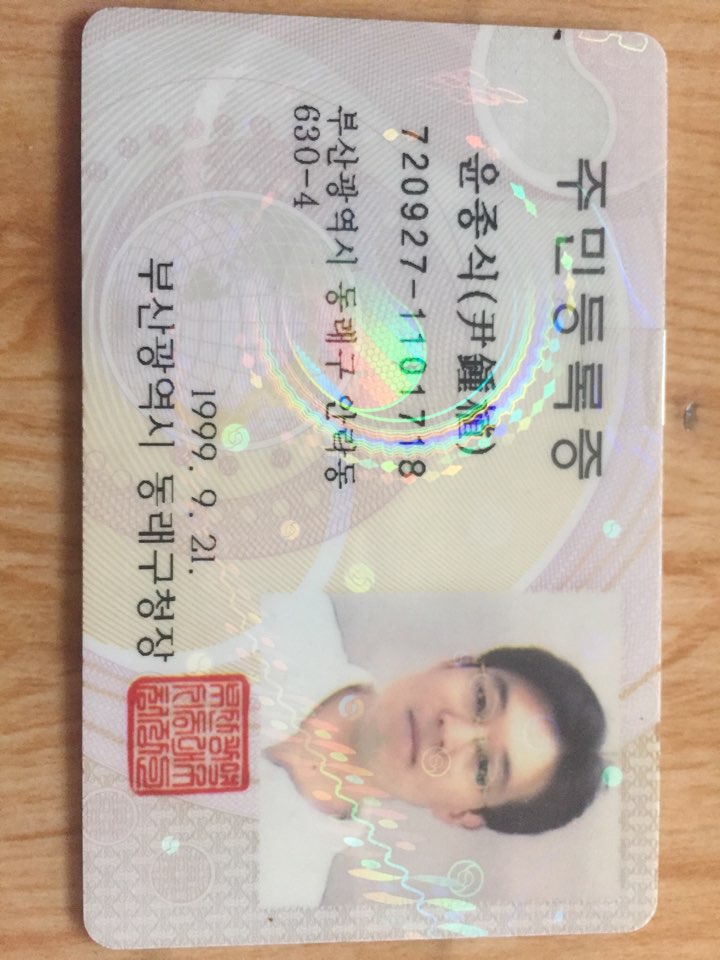 주민등록증
윤종식(尹鍾植)
720927-1101718
부산광역시 동래구 안락동
630-4
1999. 9. 21.
부산광역시 동래구청장